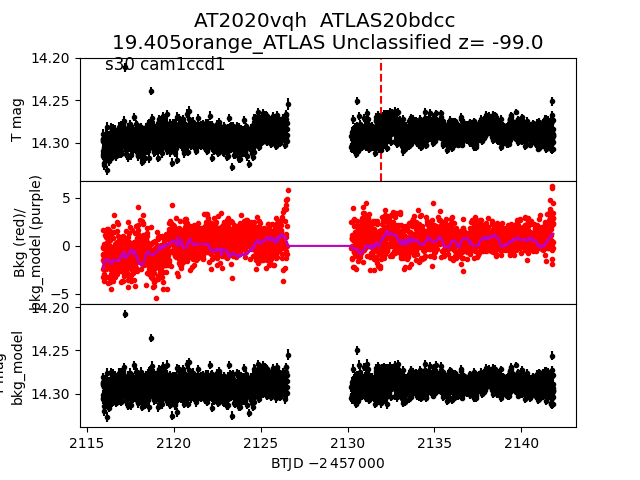 AT2020vqh  ATLAS20bdcc
19.405orange_ATLAS Unclassified z= -99.0
s30 cam1ccd1
14.20
14.25
14.30
T mag
5
0
−5
Bkg (red)/
bkg_model (purple)
14.20
14.25
14.30
T mag
bkg_model
2115
2120
2125
2130
2135
2140
BTJD −2 457 000